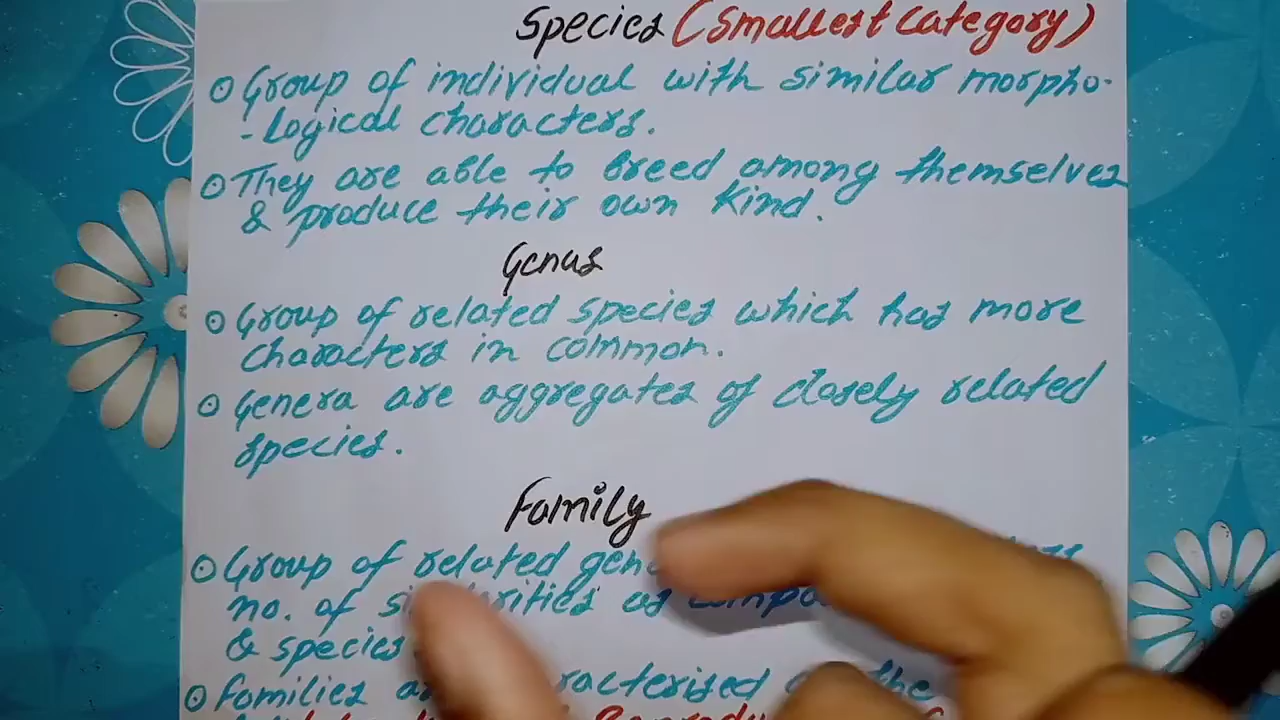 Species (Smallest Category)
Group of individual with similar morpho-
-logical characters.
They are able to breed among themselves
& produce their own kind.
Genus
Group of related species which has more
characters in common.
Genera are aggregates of closely related
species.
Family
Group of related
no. of as
& species
Families the